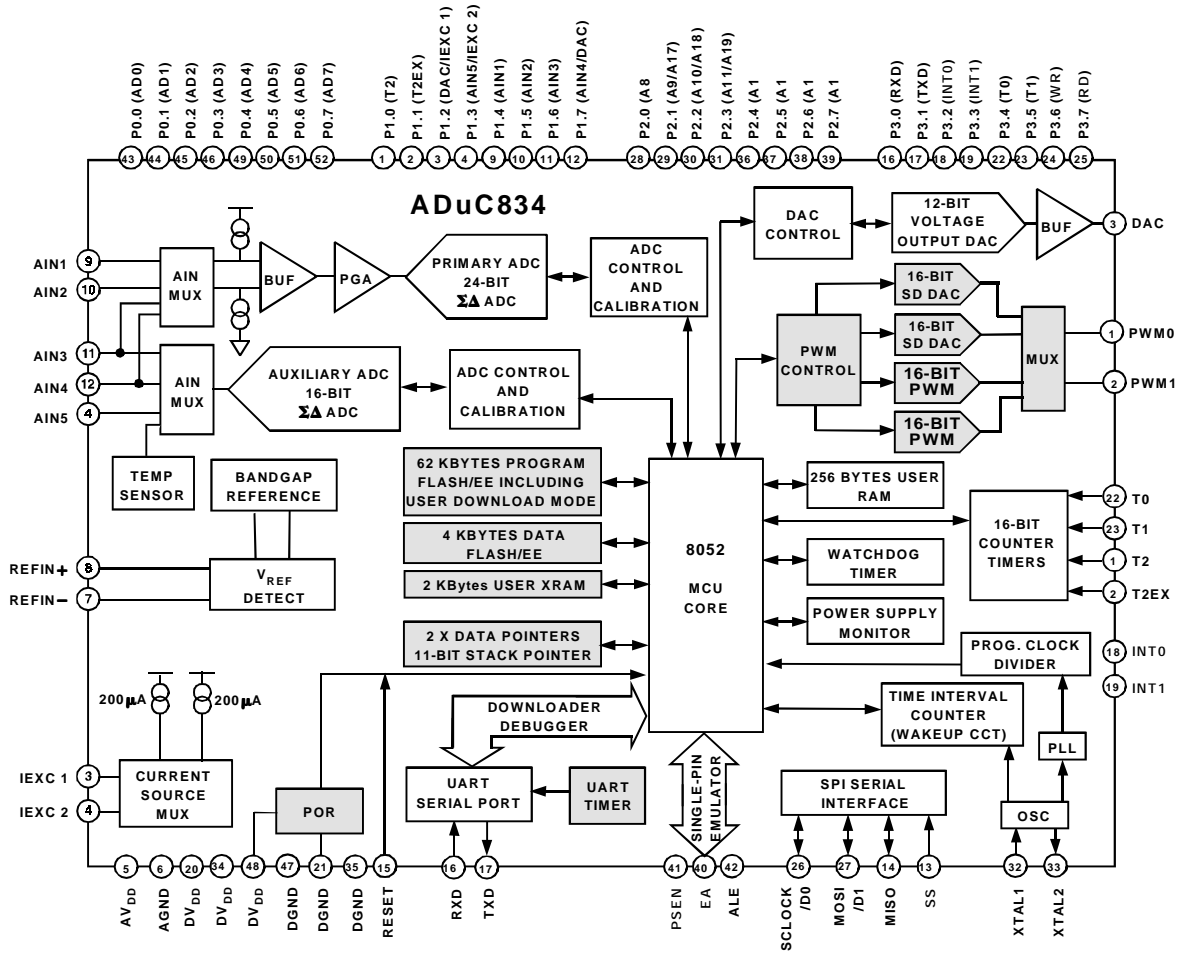 P0.0 (AD0)
P0.1 (AD1)
P0.2 (AD2)
P0.3 (AD3)
P0.4 (AD4)
P0.5 (AD5)
P0.6 (AD6)
P0.7 (AD7)
P1.0 (T2)
P1.1 (T2EX)
P1.2 (DAC/IEXC 1)
P1.3 (AIN5/IEXC 2)
P1.4 (AIN1)
P1.5 (AIN2)
P1.6 (AIN3)
P1.7 (AIN4/DAC)
P2.0 (A8
P2.1 (A9/A17)
P2.2 (A10/A18)
P2.3 (A11/A19)
P2.4 (A1
P2.5 (A1
P2.6 (A1
P2.7 (A1
P3.0 (RXD)
P3.1 (TXD)
P3.2 (INT0)
P3.3 (INT1)
P3.4 (T0)
P3.5 (T1)
P3.6 (WR)
P3.7 (RD)
43 44 45 46 49 50 51 52 1 2 3 4 9 10 11 12 28 29 30 31 36 37 38 39 16 17 18 19 22 23 24 25
ADuC834
AIN1 9
AIN2 10
AIN3 11
AIN4 12
AIN5 4
AIN
MUX
BUF
PGA
PRIMARY ADC
24-BIT
ΣΔ ADC
ADC
CONTROL
AND
CALIBRATION
DAC
CONTROL
12-BIT
VOLTAGE
OUTPUT DAC
BUF
3 DAC
AIN
MUX
AUXILIARY ADC
16-BIT
ΣΔ ADC
ADC CONTROL
AND
CALIBRATION
PWM
CONTROL
16-BIT
SD DAC
16-BIT
SD DAC
16-BIT
PWM
16-BIT
PWM
MUX
1 PWM0
2 PWM1
TEMP
SENSOR
BANDGAP
REFERENCE
62 KBYTES PROGRAM
FLASH/EE INCLUDING
USER DOWNLOAD MODE
4 KBYTES DATA
FLASH/EE
2 KBytes USER XRAM
2 X DATA POINTERS
11-BIT STACK POINTER
8052
MCU
CORE
256 BYTES USER
RAM
WATCHDOG
TIMER
POWER SUPPLY
MONITOR
16-BIT
COUNTER
TIMERS
22 T0
23 T1
1 T2
2 T2EX
18 INT0
19 INT1
REFIN+ 8
REFIN− 7
VREF
DETECT
PROG. CLOCK
DIVIDER
TIME INTERVAL
COUNTER
(WAKEUP CCT)
PLL
OSC
200µA
200µA
IEXC 1 3
IEXC 2 4
CURRENT
SOURCE
MUX
POR
DOWNLOADER
DEBUGGER
UART
SERIAL PORT
UART
TIMER
SINGLE-PIN
EMULATOR
SPI SERIAL
INTERFACE
5 6 20 34 48 47 21 35 15 16 17 41 40 42 26 27 14 13 32 33
AVDD
AGND
DVDD
DVDD
DVDD
DGND
DGND
DGND
RESET
RXD
TXD
PSEN
EA
ALE
SCLOCK
/D0
MOSI
/D1
MISO
SS
XTAL1
XTAL2